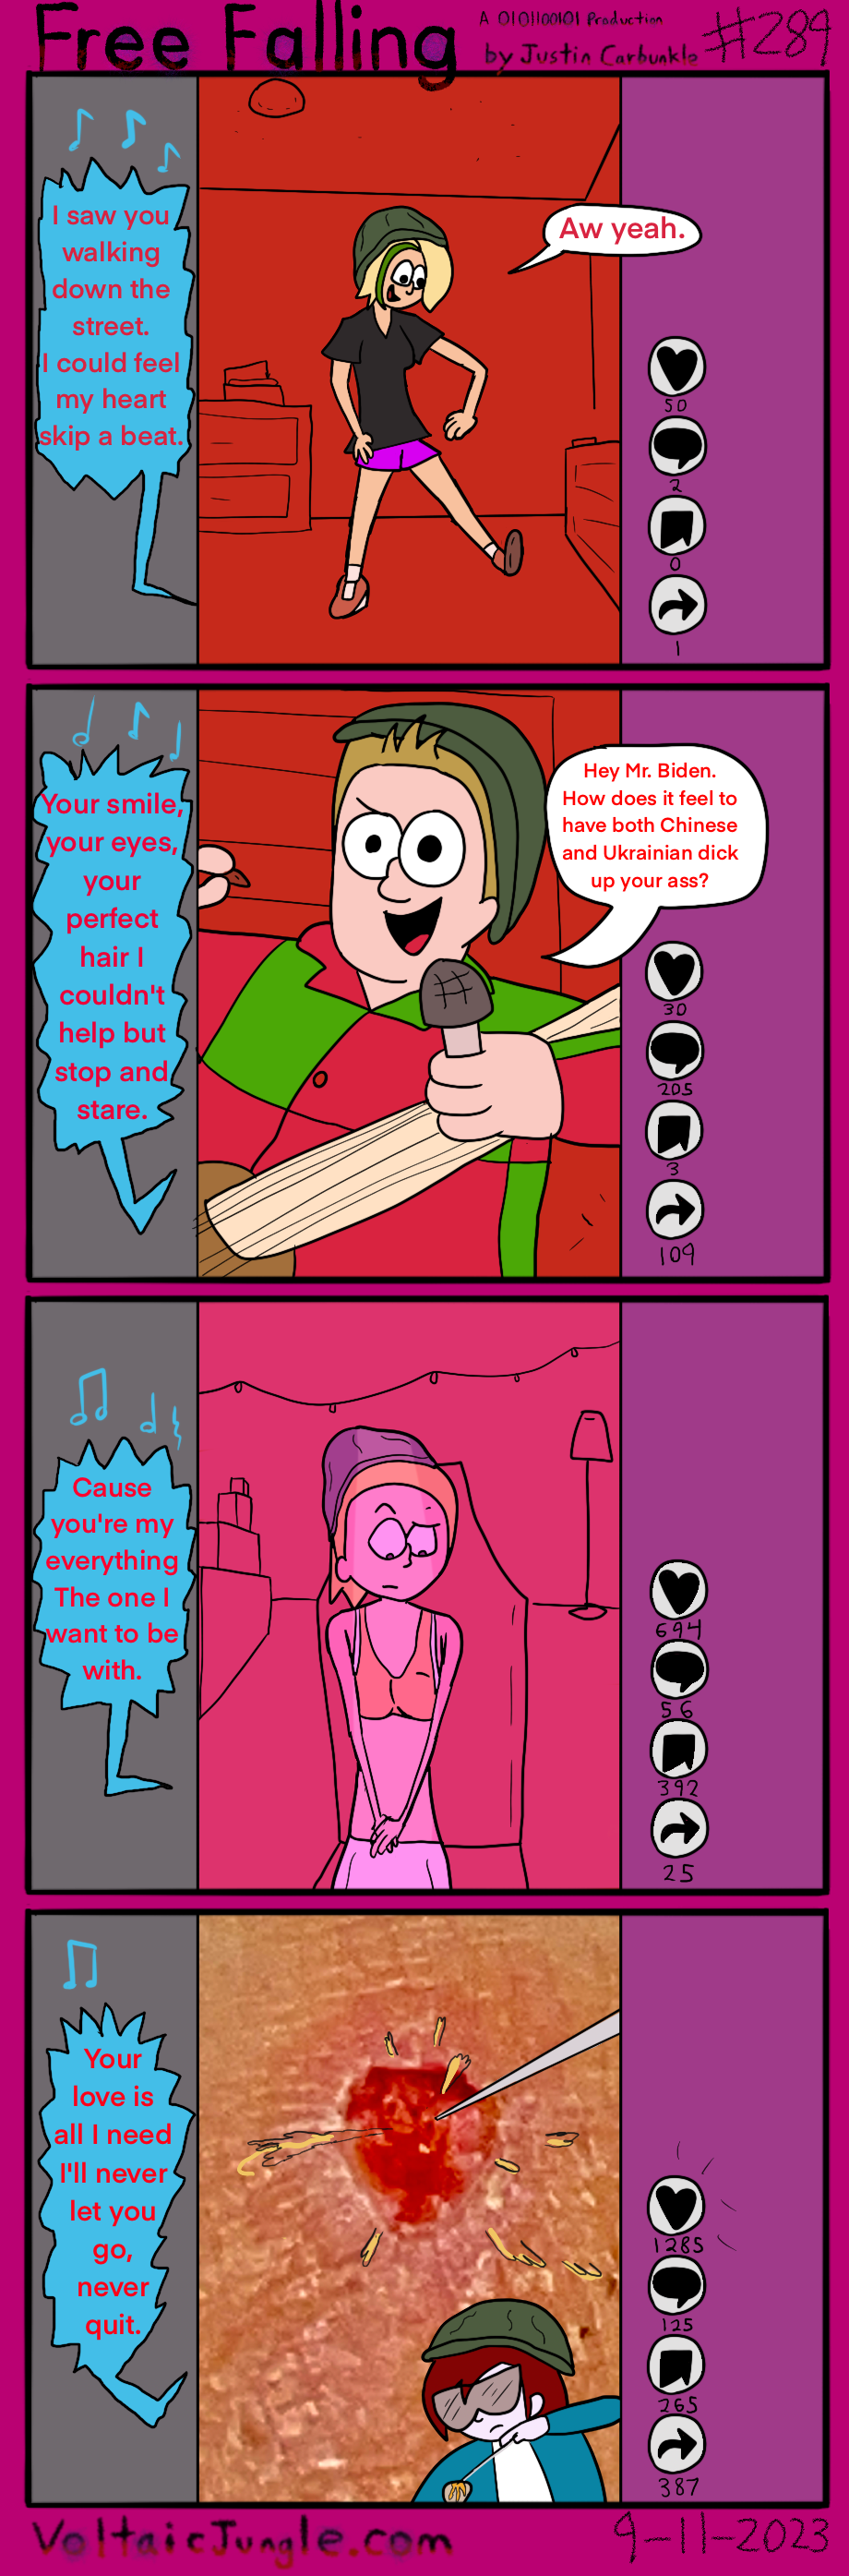 Free Falling
A 0101100101 Production
by Justin Carbunkle
#289
I saw you
walking
down the
street.
I could feel
my heart
skip a beat.
Aw yeah.
50
2
0
1
Your smile,
your eyes,
your
perfect
hair I
couldn't
help but
stop and
stare.
Hey Mr. Biden.
How does it feel to
have both Chinese
and Ukrainian dick
up your ass?
30
205
3
109
Cause
you're my
everything
The one I
want to be
with.
694
56
392
25
Your
love is
all I need
I'll never
let you
go,
never
quit.
1285
125
265
387
VoltaicJungle.com
9-11-2023